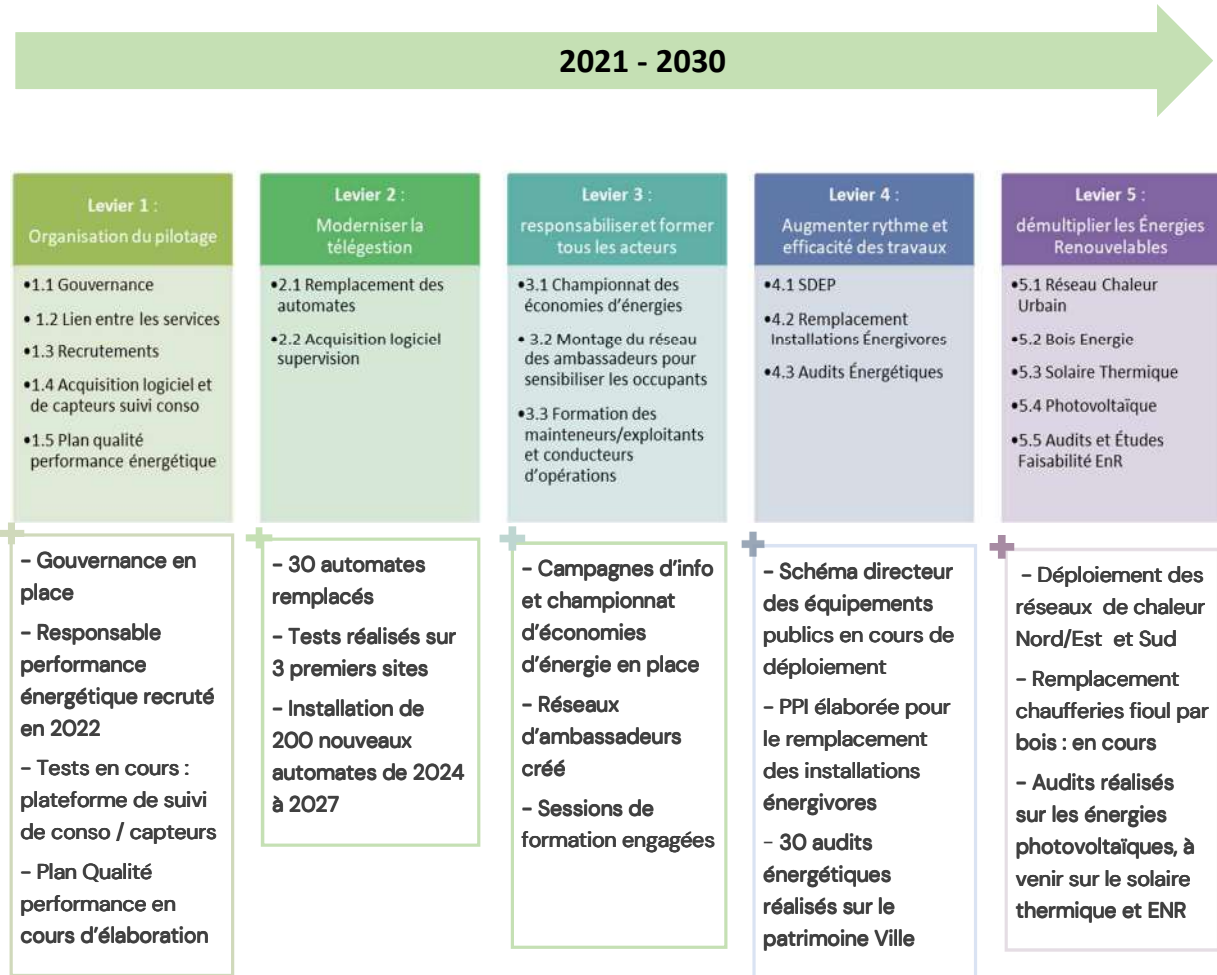 2021 - 2030
Levier 1 :
Organisation du pilotage
•1.1 Gouvernance
• 1.2 Lien entre les services
•1.3 Recrutements
•1.4 Acquisition logiciel et
de capteurs suivi conso
•1.5 Plan qualité
performance énergétique
– Gouvernance en
place
– Responsable
performance
énergétique recruté
en 2022
– Tests en cours :
plateforme de suivi
de conso / capteurs
– Plan Qualité
performance en
cours d'élaboration
Levier 2 :
Moderniser la
télégestion
•2.1 Remplacement des
automates
•2.2 Acquisition logiciel
supervision
– 30 automates
remplacés
– Tests réalisés sur
3 premiers sites
– Installation de
200 nouveaux
automates de 2024
à 2027
Levier 3 :
responsabiliser et former
tous les acteurs
•3.1 Championnat des
économies d'énergies
• 3.2 Montage du réseau
des ambassadeurs pour
sensibiliser les occupants
•3.3 Formation des
mainteneurs/exploitants
et conducteurs
d'opérations
– Campagnes d'info
et championnat
d'économies
d'énergie en place
– Réseaux
d'ambassadeurs
créé
– Sessions de
formation engagées
Levier 4 :
Augmenter rythme et
efficacité des travaux
•4.1 SDEP
•4.2 Remplacement
Installations Énergivores
•4.3 Audits Énergétiques
– Schéma directeur
des équipements
publics en cours de
déploiement
– PPI élaborée pour
le remplacement
des installations
énergivores
– 30 audits
énergétiques
réalisés sur le
patrimoine Ville
Levier 5 :
démultiplier les Énergies
Renouvelables
•5.1 Réseau Chaleur
Urbain
•5.2 Bois Energie
•5.3 Solaire Thermique
•5.4 Photovoltaïque
•5.5 Audits et Études
Faisabilité EnR
– Déploiement des
réseaux de chaleur
Nord/Est et Sud
– Remplacement
chaufferies fioul par
bois : en cours
– Audits réalisés
sur les énergies
photovoltaïques, à
venir sur le solaire
thermique et ENR